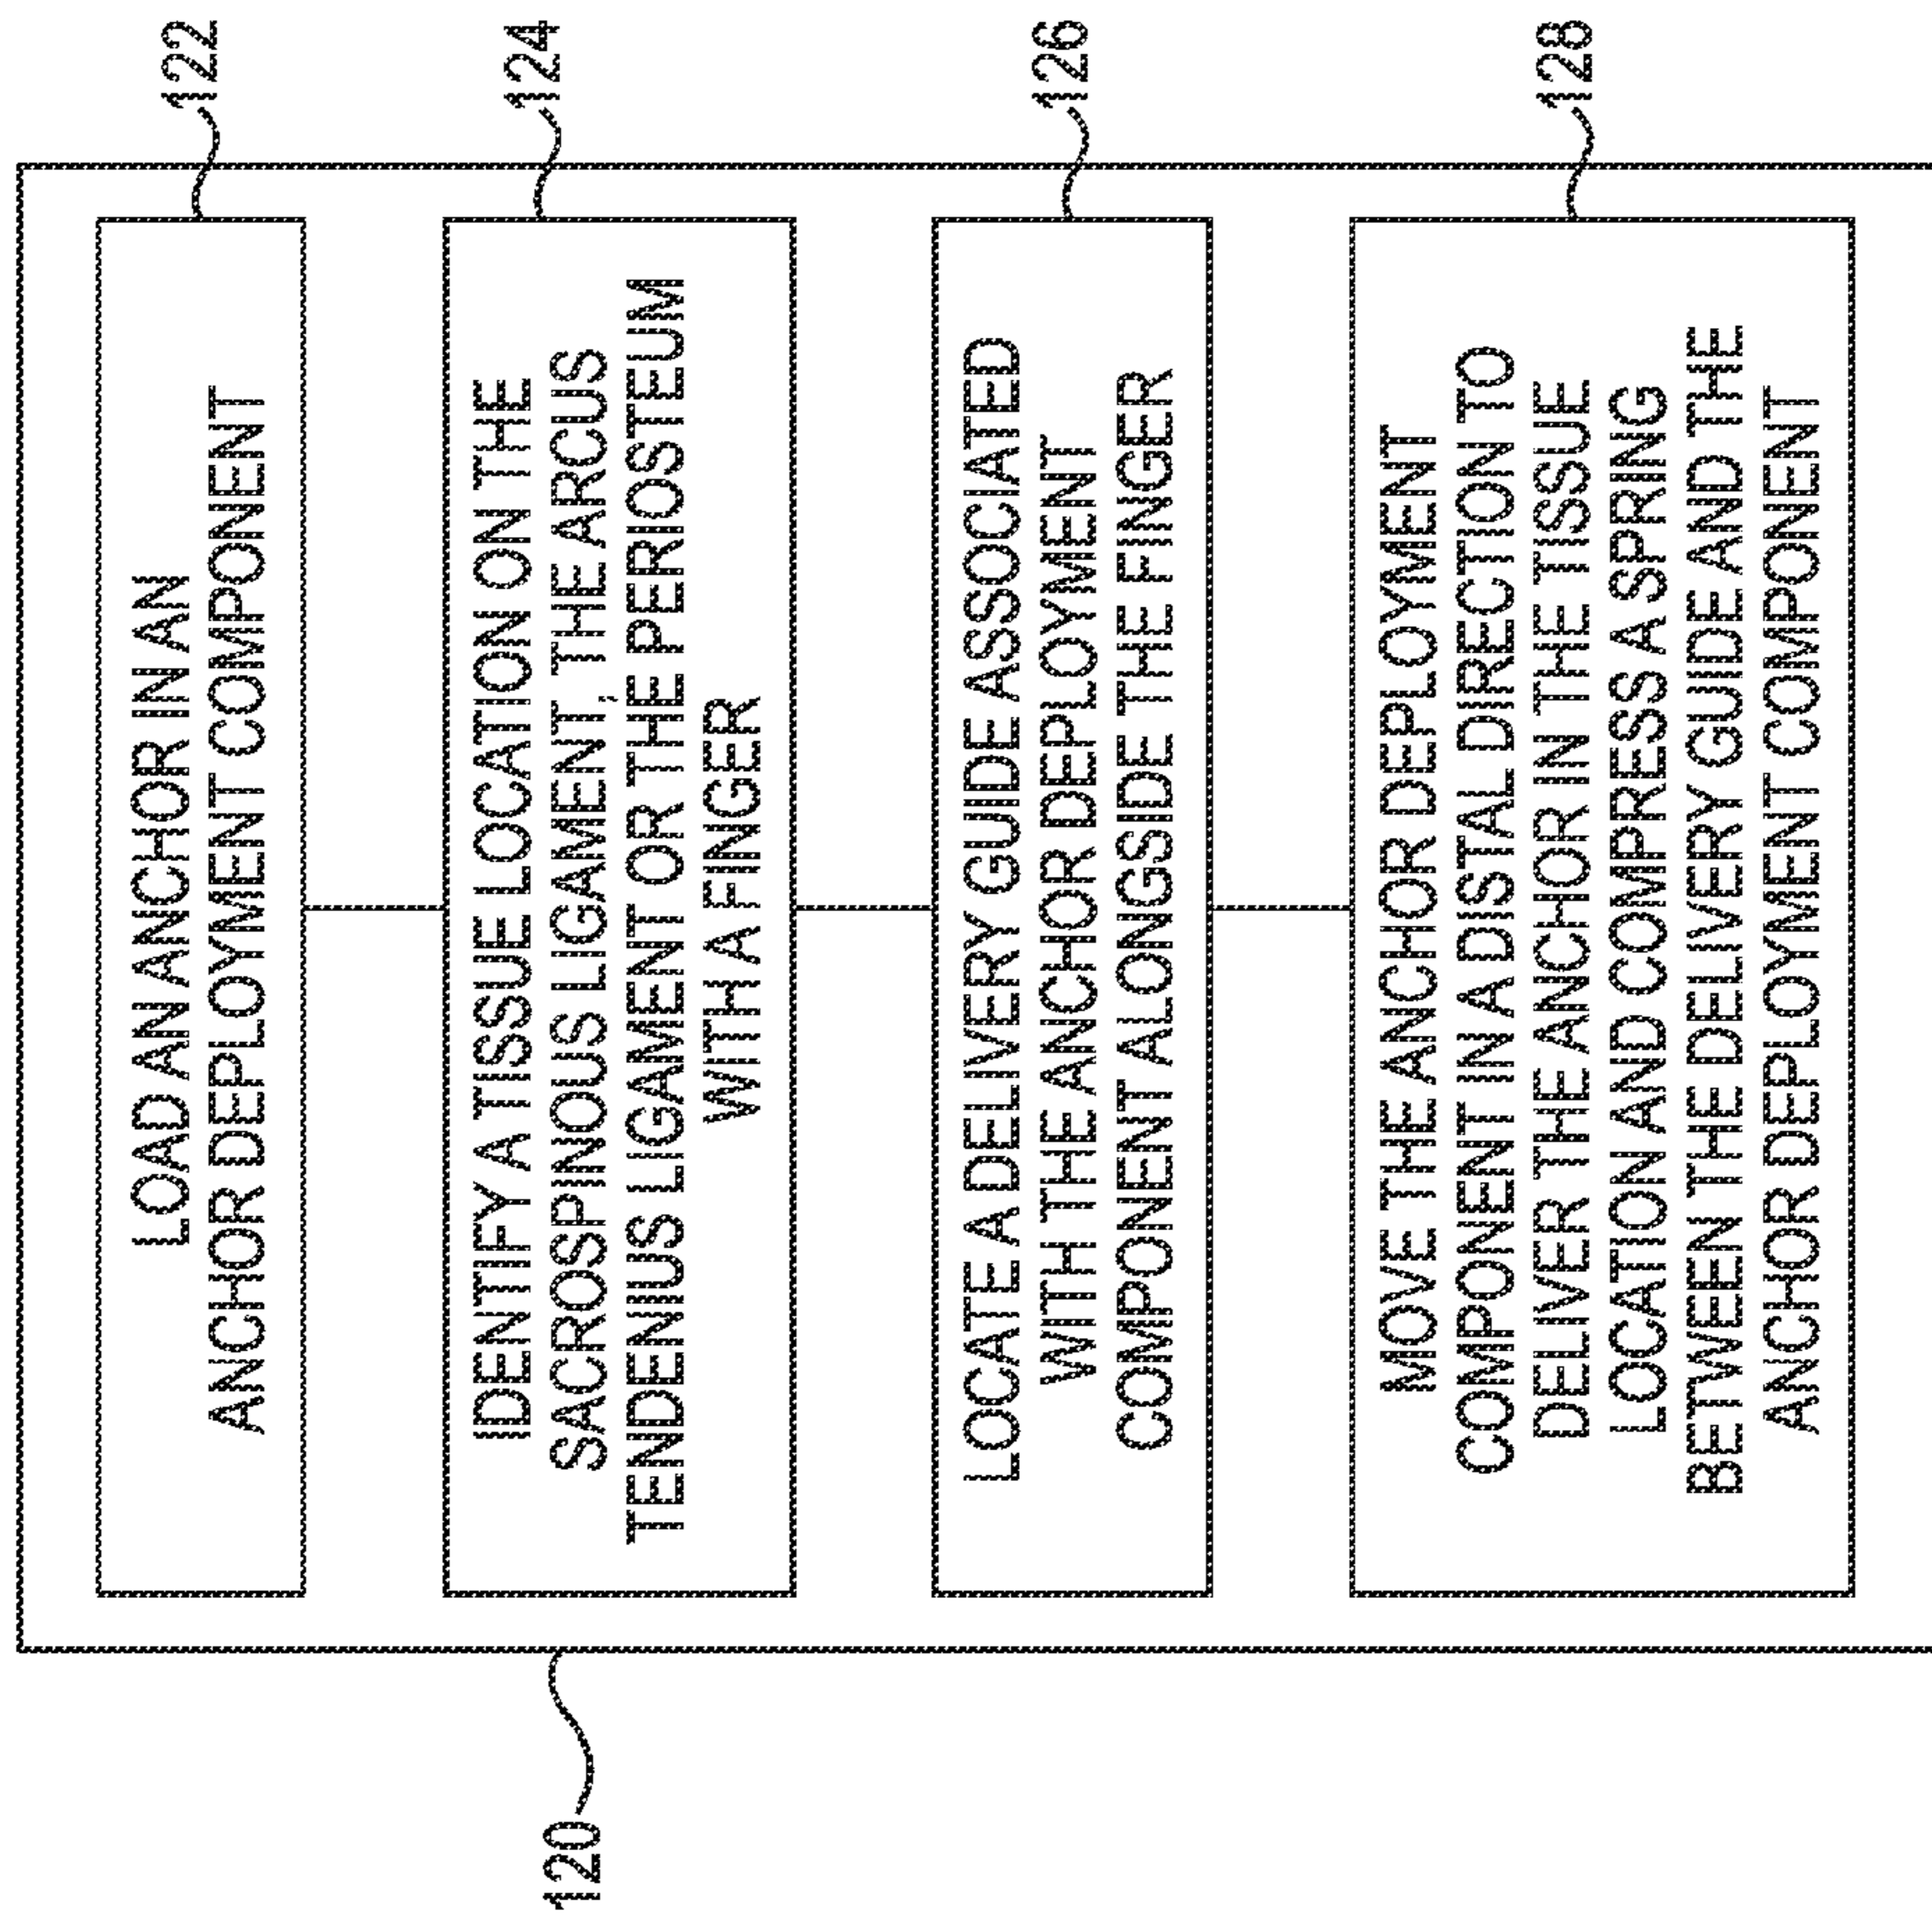 120
122
LOAD AN ANCHOR IN AN
ANCHOR DEPLOYMENT COMPONENT
124
IDENTIFY A TISSUE LOCATION ON THE
SACROSPINOUS LIGAMENT, THE ARCUS
TENDENIUS LIGAMENT OR THE PERIOSTEUM
WITH A FINGER
126
LOCATE A DELIVERY GUIDE ASSOCIATED
WITH THE ANCHOR DEPLOYMENT
COMPONENT ALONGSIDE THE FINGER
128
MOVE THE ANCHOR DEPLOYMENT
COMPONENT IN A DISTAL DIRECTION TO
DELIVER THE ANCHOR IN THE TISSUE
LOCATION AND COMPRESS A SPRING
BETWEEN THE DELIVERY GUIDE AND THE
ANCHOR DEPLOYMENT COMPONENT